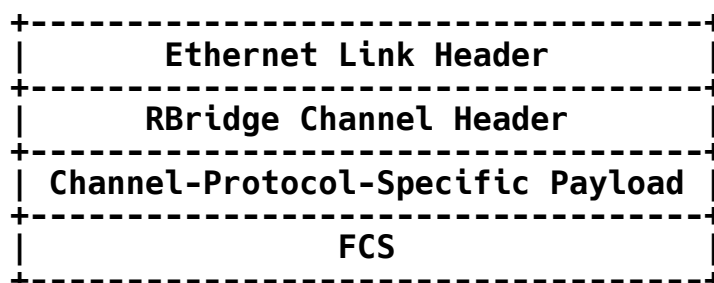 +-----------------------------------+
| Ethernet Link Header |
+-----------------------------------+
| RBridge Channel Header |
+-----------------------------------+
| Channel-Protocol-Specific Payload |
+-----------------------------------+
| FCS |
+-----------------------------------+